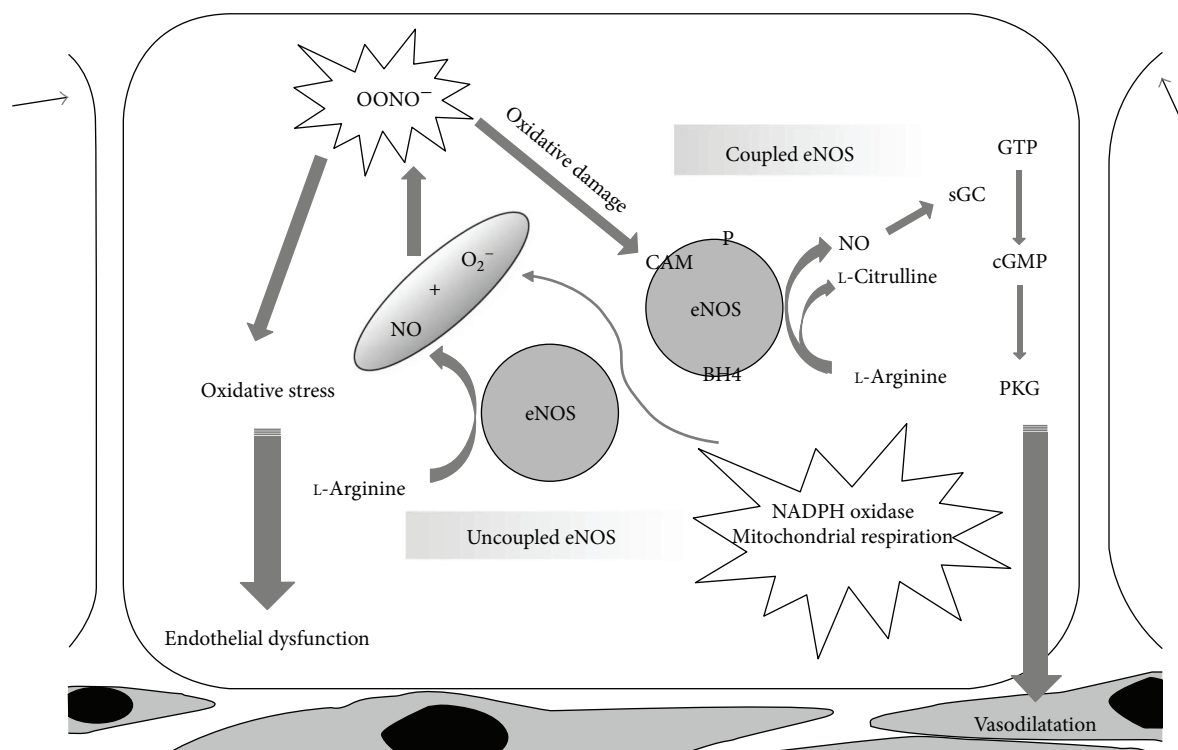 OONO⁻
Oxidative damage
Coupled eNOS
GTP
sGC
P
NO
CAM
O₂⁻
cGMP
L-Citrulline
+
eNOS
NO
BH4
L-Arginine
PKG
Oxidative stress
eNOS
L-Arginine
NADPH oxidase
Mitochondrial respiration
Uncoupled eNOS
Endothelial dysfunction
Vasodilatation